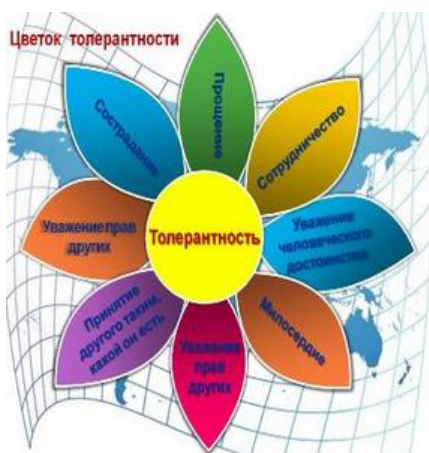 Цветок толерантности
Прощение
Сотрудничество
Уважение
человеческого
достоинства
Милосердие
Уважение
прав
других
Принятие
другого таким,
какой он есть
Уважение прав
других
Сострадание
Толерантность